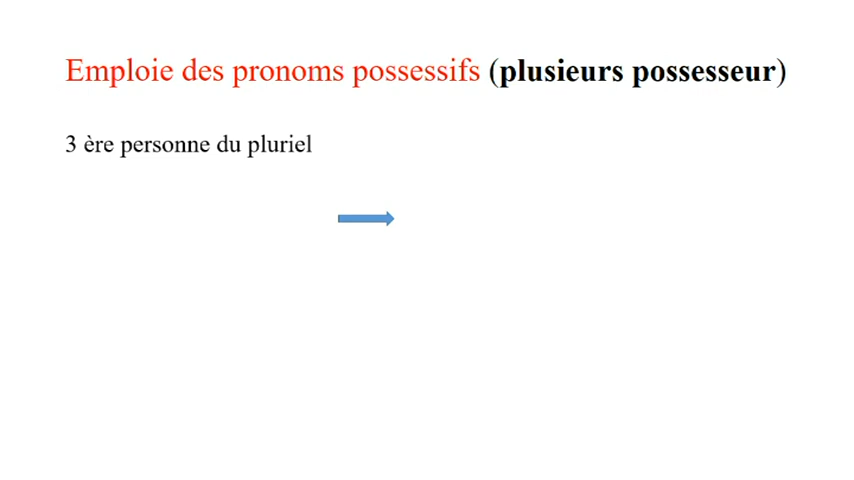 Emploie des pronoms possessifs (plusieurs possesseur)
3 ère personne du pluriel